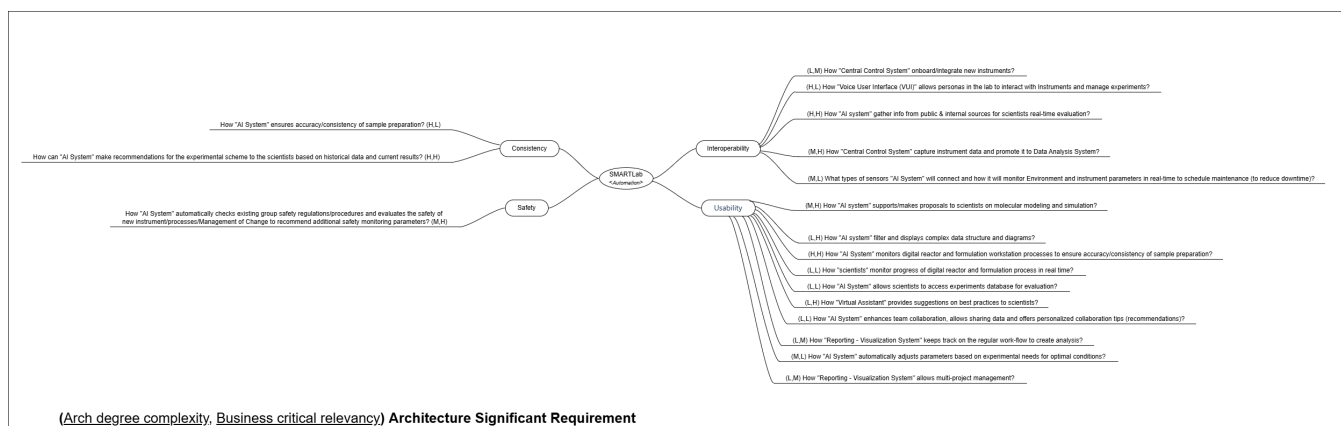 How "AI System" ensures accuracy/consistency of sample preparation? (H,L)
How can "AI System" make recommendations for the experimental scheme to the scientists based on historical data and current results? (H,H)
Consistency
How "AI System" automatically checks existing group safety regulations/procedures and evaluates the safety of
new instrument/processes/Management of Change to recommend additional safety monitoring parameters? (M,H)
Safety
SMARTLab
<Automation>
Interoperability
(L,M) How "Central Control System" onboard/integrate new instruments?
(H,L) How "Voice User Interface (VUI)" allows personas in the lab to interact with Instruments and manage experiments?
(H,H) How "AI system" gather info from public & internal sources for scientists real-time evaluation?
(M,H) How "Central Control System" capture instrument data and promote it to Data Analysis System?
(M,L) What types of sensors "AI System" will connect and how it will monitor Environment and instrument parameters in real-time to schedule maintenance (to reduce downtime)?
Usability
(M,H) How "AI system" supports/makes proposals to scientists on molecular modeling and simulation?
(L,H) How "AI system" filter and displays complex data structure and diagrams?
(H,H) How "AI System" monitors digital reactor and formulation workstation processes to ensure accuracy/consistency of sample preparation?
(L,L) How "scientists" monitor progress of digital reactor and formulation process in real time?
(L,L) How "AI System" allows scientists to access experiments database for evaluation?
(L,H) How "Virtual Assistant" provides suggestions on best practices to scientists?
(L,L) How "AI System" enhances team collaboration, allows sharing data and offers personalized collaboration tips (recommendations)?
(L,M) How "Reporting - Visualization System" keeps track on the regular work-flow to create analysis?
(M,L) How "AI System" automatically adjusts parameters based on experimental needs for optimal conditions?
(L,M) How "Reporting - Visualization System" allows multi-project management?
(Arch degree complexity, Business critical relevancy) Architecture Significant Requirement